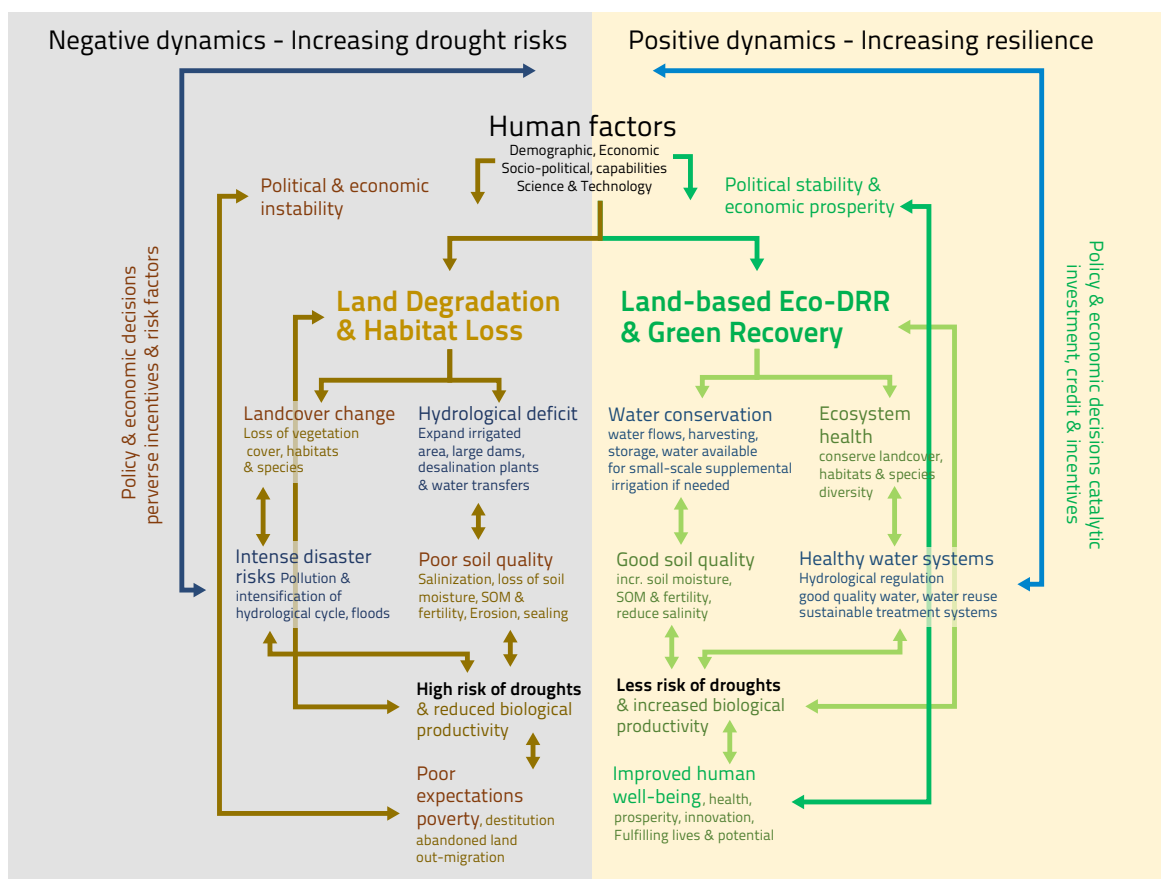 Negative dynamics - Increasing drought risks
Positive dynamics - Increasing resilience
Human factors
Demographic, Economic
Socio-political, capabilities
Science & Technology
Political & economic
instability
Political stability &
economic prosperity
Policy & economic decisions
perverse incentives & risk factors
Policy & economic decisions catalytic
investment, credit & incentives
Land Degradation
& Habitat Loss
Land-based Eco-DRR
& Green Recovery
Landcover change
Loss of vegetation
cover, habitats
& species
Hydrological deficit
Expand irrigated
area, large dams,
desalination plants
& water transfers
Water conservation
water flows, harvesting,
storage, water available
for small-scale supplemental
irrigation if needed
Ecosystem
health
conserve landcover,
habitats & species
diversity
Intense disaster
risks Pollution &
intensification of
hydrological cycle, floods
Poor soil quality
Salinization, loss of soil
moisture, SOM &
fertility, Erosion, sealing
Good soil quality
incr. soil moisture,
SOM & fertility,
reduce salinity
Healthy water systems
Hydrological regulation
good quality water, water reuse
sustainable treatment systems
High risk of droughts
& reduced biological
productivity
Less risk of droughts
& increased biological
productivity
Poor
expectations
poverty, destitution
abandoned land
out-migration
Improved human
well-being, health,
prosperity, innovation,
Fulfilling lives & potential